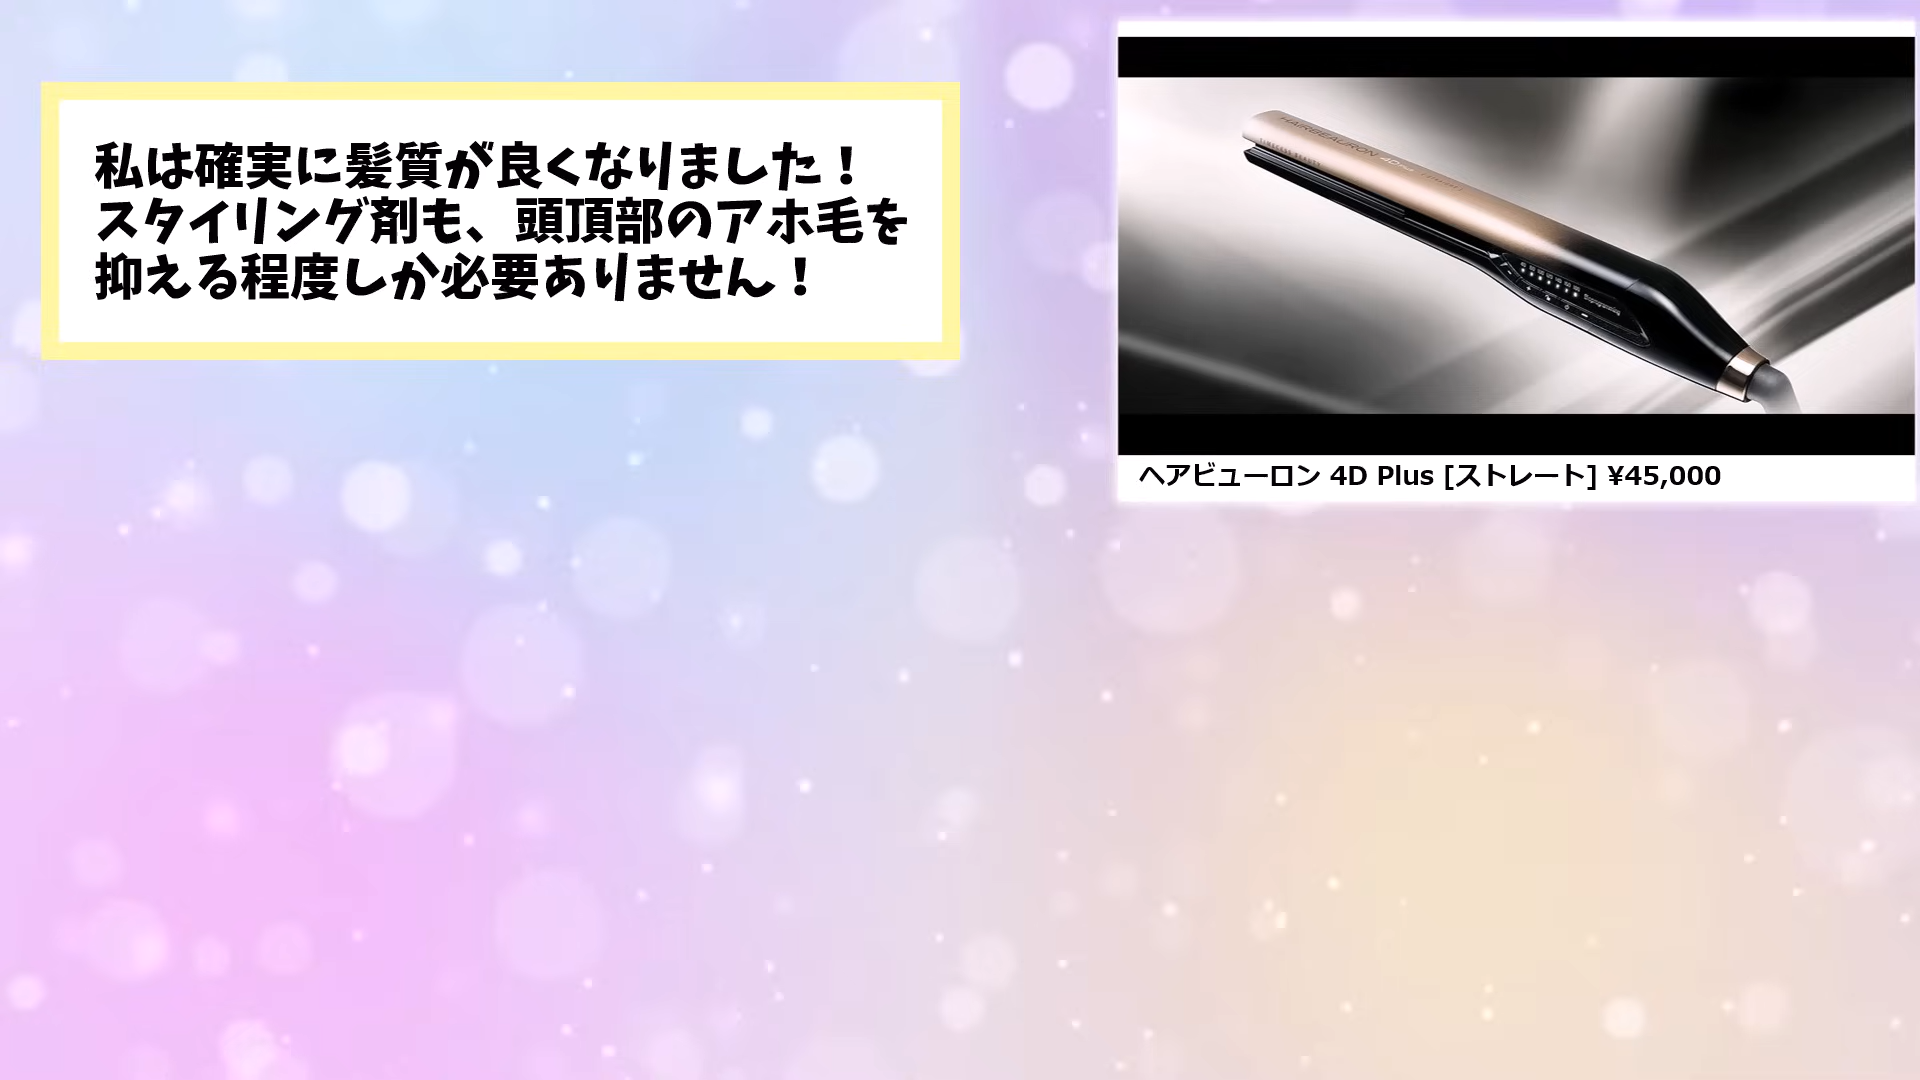 私は確実に髪質が良くなりました！
スタイリング剤も、頭頂部のアホ毛を
抑える程度しか必要ありません！
HAIRBEAURON 4D Plus
ヘアビューロン 4D Plus [ストレート] ¥45,000